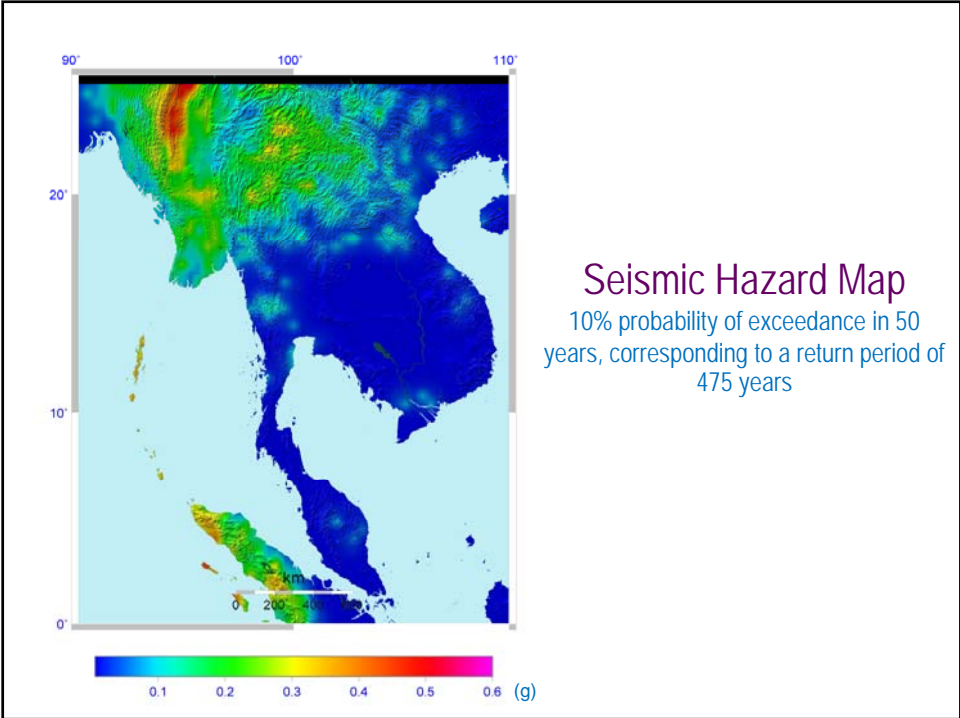 90° 100° 110°
20°
10°
0°
Seismic Hazard Map
10% probability of exceedance in 50
years, corresponding to a return period of
475 years
km
0 200 400
0.1 0.2 0.3 0.4 0.5 0.6 (g)